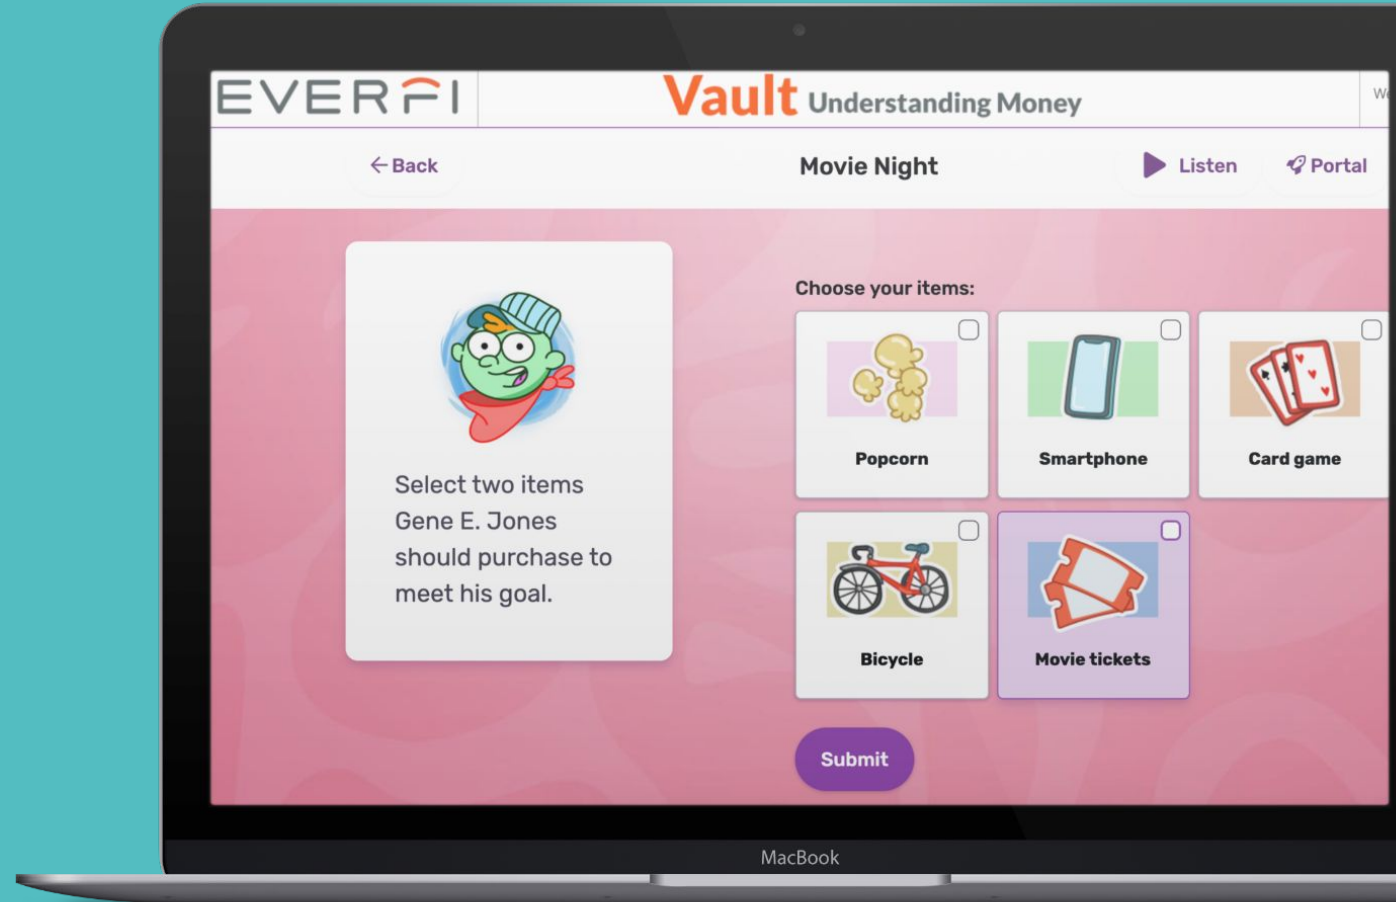 EVERFI
Vault Understanding Money
We
← Back
Movie Night
Listen
Portal
Select two items
Gene E. Jones
should purchase to
meet his goal.
Choose your items:
Popcorn
Smartphone
Card game
Bicycle
Movie tickets
Submit
MacBook